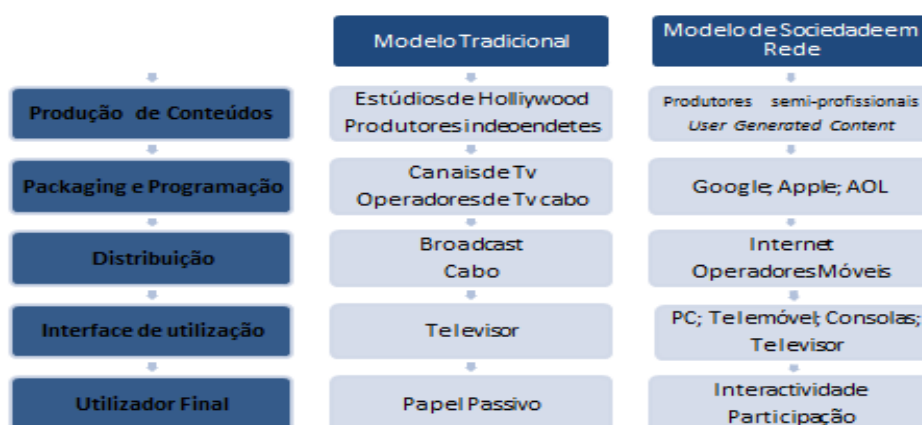 Modelo Tradicional
Modelo de Sociedade em
Rede
Produção de Conteúdos
Estúdios de Holliywood
Produtores indeoendetes
Produtores semi-profissionais
User Generated Content
Packaging e Programação
Canais de Tv
Operadores de Tv cabo
Google; Apple; AOL
Distribuição
Broadcast
Cabo
Internet
Operadores Móveis
Interface de utilização
Televisor
PC; Telemóvel; Consolas;
Televisor
Utilizador Final
Papel Passivo
Interactividade
Participação